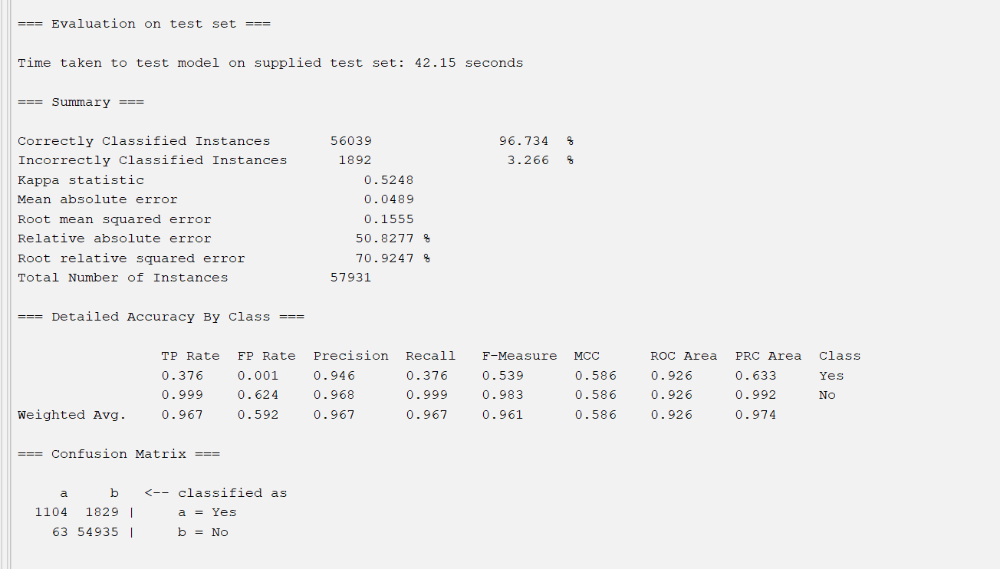 === Evaluation on test set ===
Time taken to test model on supplied test set: 42.15 seconds
=== Summary ===
Correctly Classified Instances 56039 96.734 %
Incorrectly Classified Instances 1892 3.266 %
Kappa statistic 0.5248
Mean absolute error 0.0489
Root mean squared error 0.1555
Relative absolute error 50.8277 %
Root relative squared error 70.9247 %
Total Number of Instances 57931
=== Detailed Accuracy By Class ===
TP Rate FP Rate Precision Recall F-Measure MCC ROC Area PRC Area Class
0.376 0.001 0.946 0.376 0.539 0.586 0.926 0.633 Yes
0.999 0.624 0.968 0.999 0.983 0.586 0.926 0.992 No
Weighted Avg. 0.967 0.592 0.967 0.967 0.961 0.586 0.926 0.974
=== Confusion Matrix ===
a b <-- classified as
1104 1829 | a = Yes
63 54935 | b = No